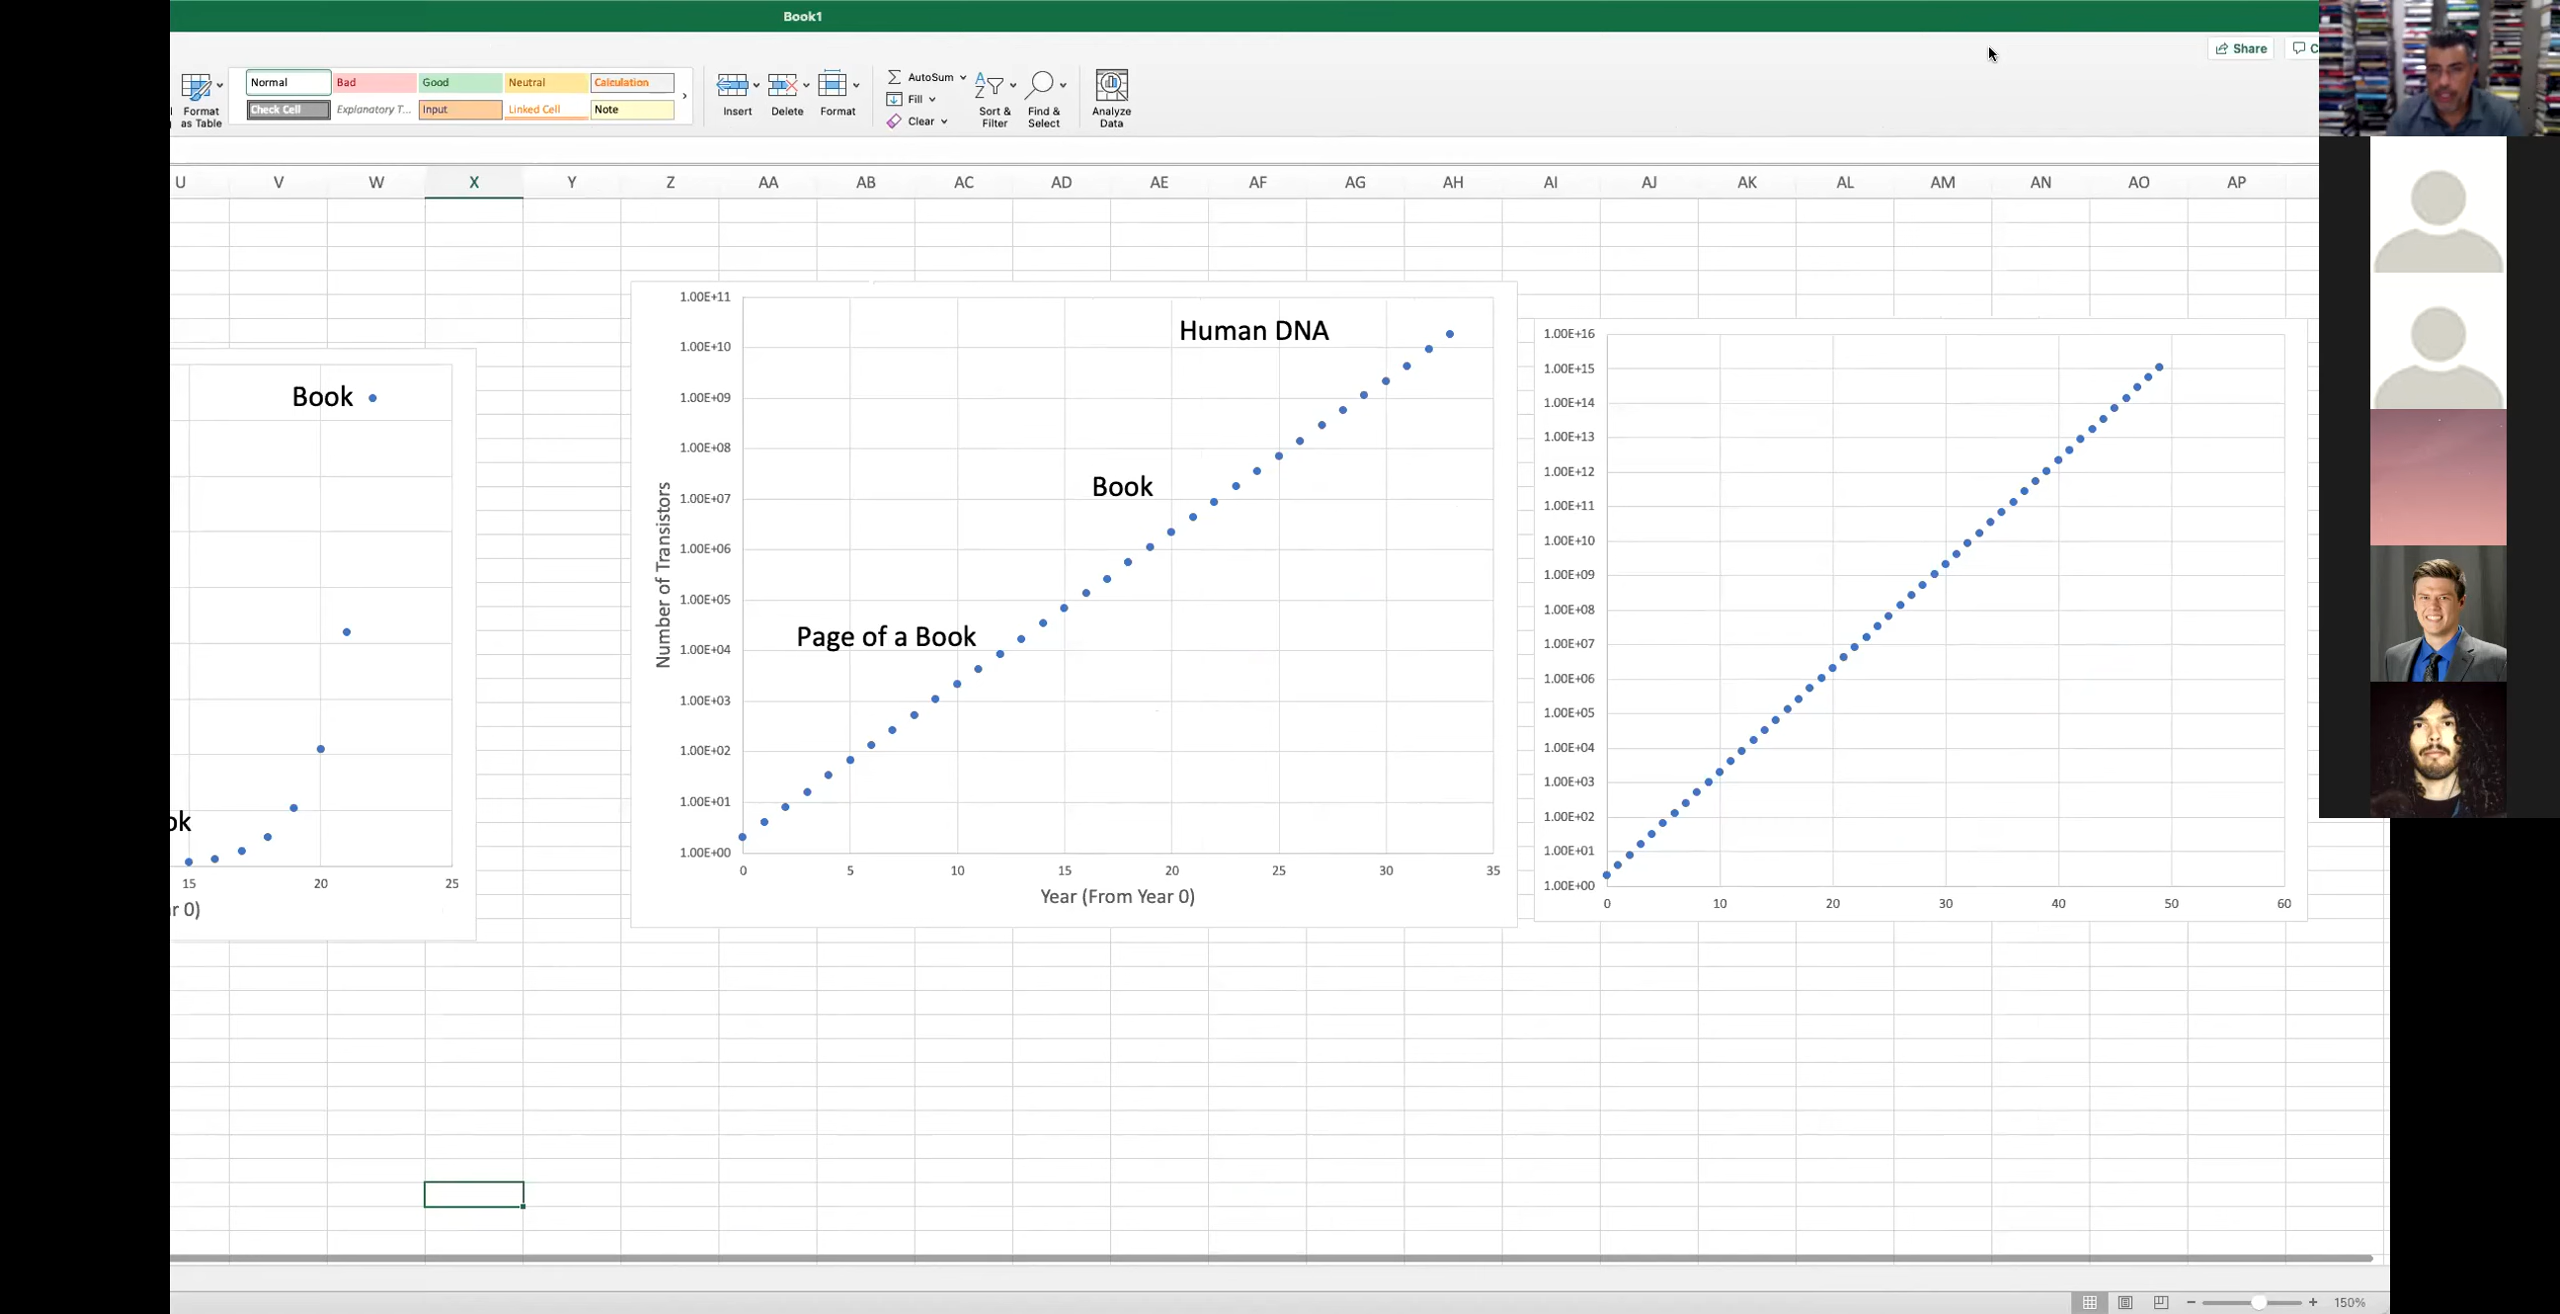 Book1
Share
C
Format
as Table
Normal
Bad
Good
Neutral
Calculation
Check Cell
Explanatory T...
Input
Linked Cell
Note
Insert
Delete
Format
AutoSum
Fill
Clear
Sort &
Filter
Find &
Select
Analyze
Data
U V W X Y Z AA AB AC AD AE AF AG AH AI AJ AK AL AM AN AO AP
Book
ok
15 20 25
r 0)
Number of Transistors
1.00E+11
1.00E+10
1.00E+09
1.00E+08
1.00E+07
1.00E+06
1.00E+05
1.00E+04
1.00E+03
1.00E+02
1.00E+01
1.00E+00
Human DNA
Book
Page of a Book
0 5 10 15 20 25 30 35
Year (From Year 0)
1.00E+16
1.00E+15
1.00E+14
1.00E+13
1.00E+12
1.00E+11
1.00E+10
1.00E+09
1.00E+08
1.00E+07
1.00E+06
1.00E+05
1.00E+04
1.00E+03
1.00E+02
1.00E+01
1.00E+00
0 10 20 30 40 50 60
150%